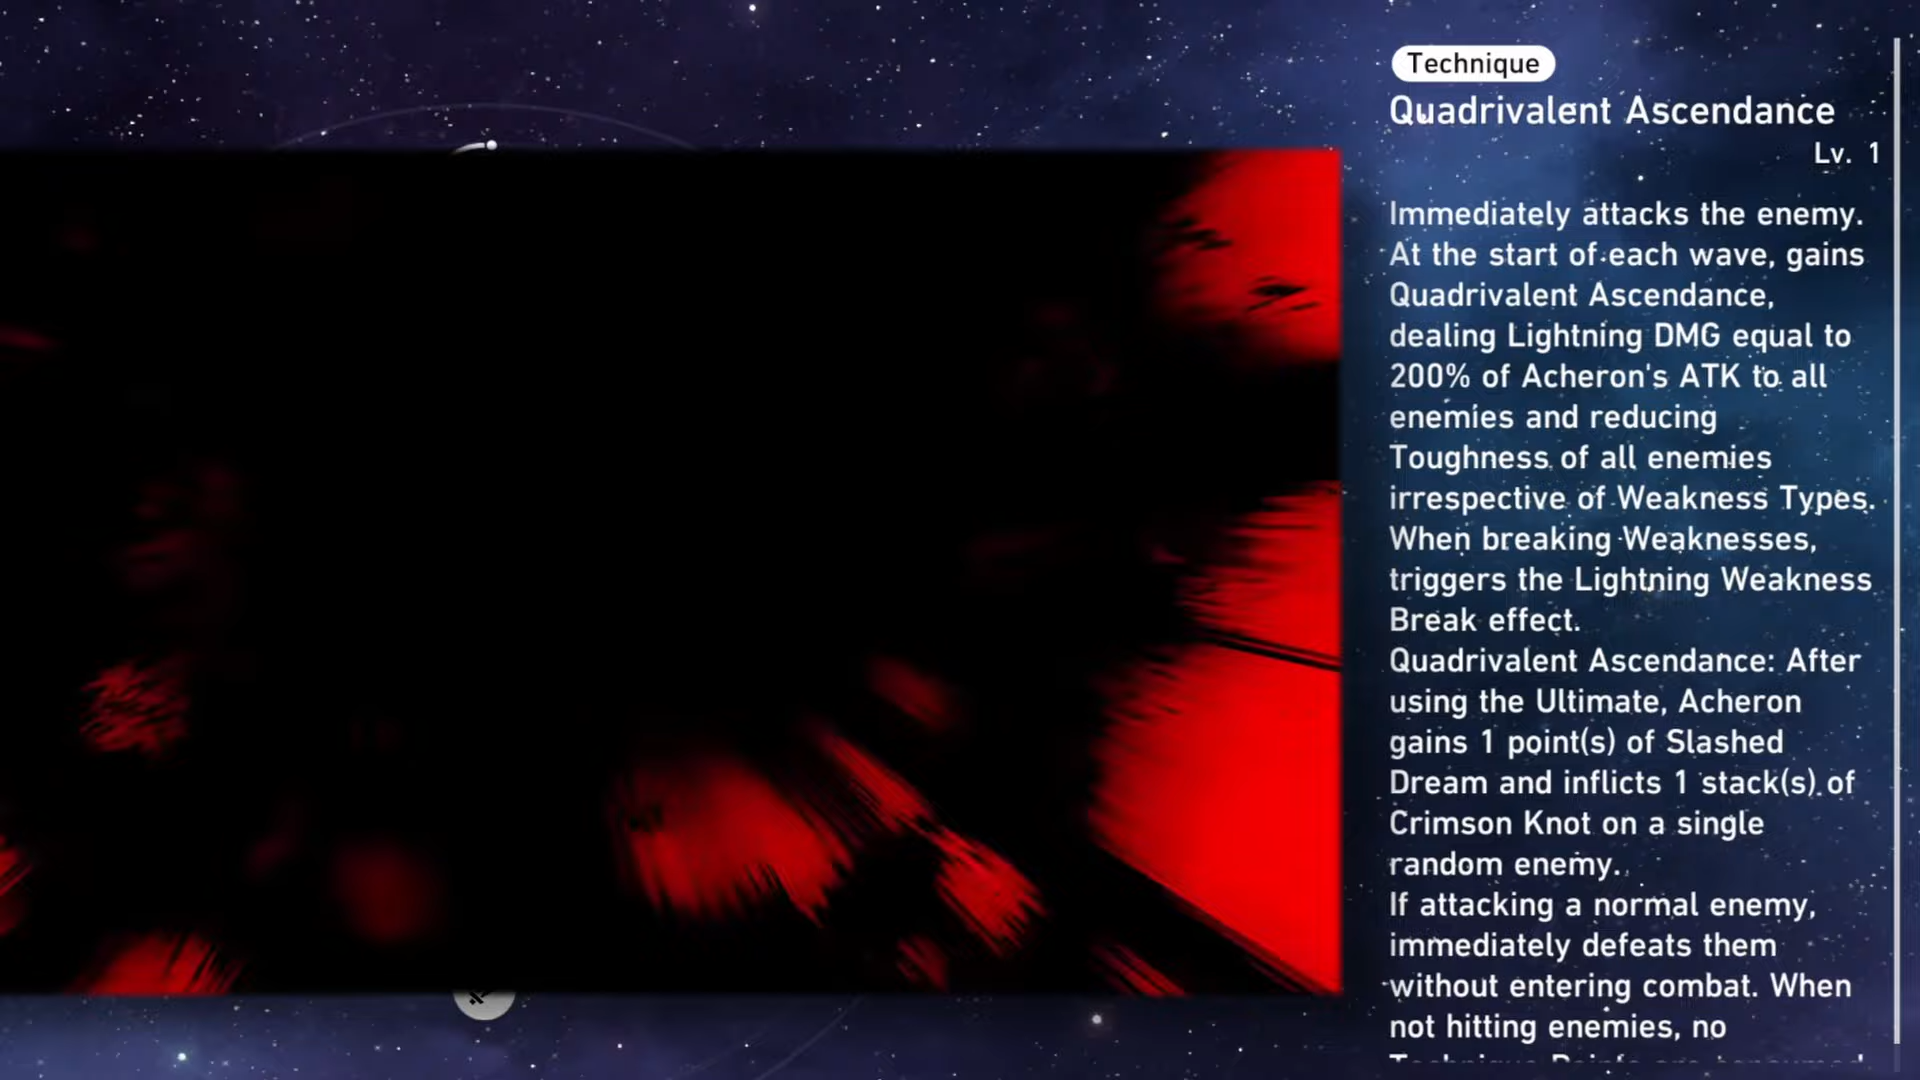 Technique
Quadrivalent Ascendance
Lv. 1
Immediately attacks the enemy.
At the start of each wave, gains
Quadrivalent Ascendance,
dealing Lightning DMG equal to
200% of Acheron's ATK to all
enemies and reducing
Toughness of all enemies
irrespective of Weakness Types.
When breaking Weaknesses,
triggers the Lightning Weakness
Break effect.
Quadrivalent Ascendance: After
using the Ultimate, Acheron
gains 1 point(s) of Slashed
Dream and inflicts 1 stack(s) of
Crimson Knot on a single
random enemy.
If attacking a normal enemy,
immediately defeats them
without entering combat. When
not hitting enemies, no